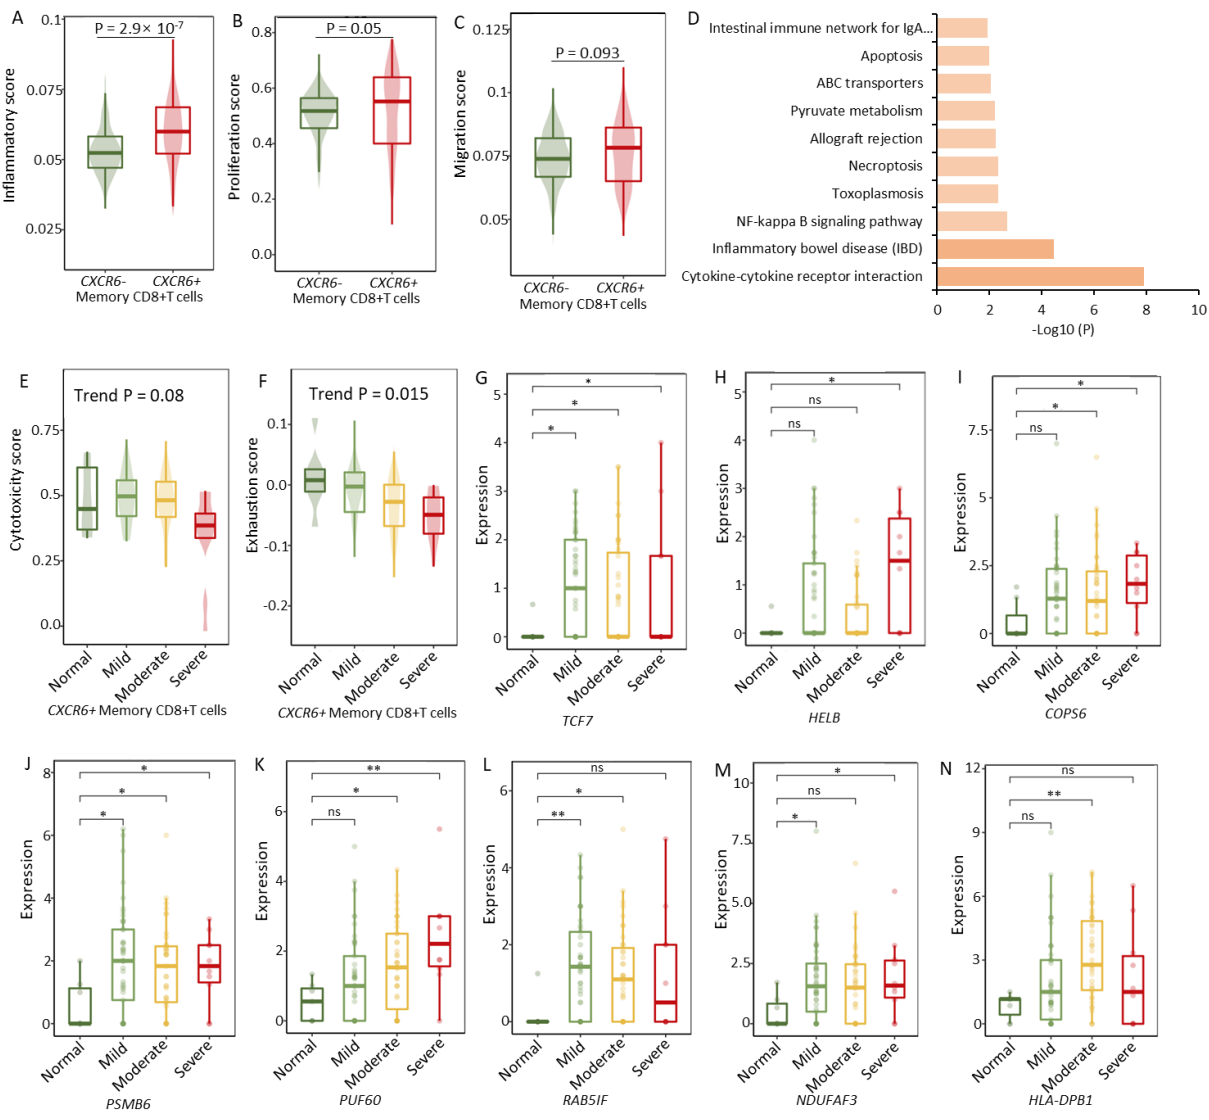 A
P = 2.9× 10-7
Inflammatory score
0.1
0.075
0.05
0.025
CXCR6- CXCR6+
Memory CD8+T cells
B
P = 0.05
Proliferation score
0.8
0.6
0.4
0.2
0.0
CXCR6- CXCR6+
Memory CD8+T cells
C
P = 0.093
Migration score
0.125
0.1
0.075
0.05
CXCR6- CXCR6+
Memory CD8+T cells
D
Intestinal immune network for IgA...
Apoptosis
ABC transporters
Pyruvate metabolism
Allograft rejection
Necroptosis
Toxoplasmosis
NF-kappa B signaling pathway
Inflammatory bowel disease (IBD)
Cytokine-cytokine receptor interaction
0 2 4 6 8 10
-Log10 (P)
E
Trend P = 0.08
Cytotoxicity score
0.75
0.5
0.25
0.0
Normal Mild Moderate Severe
CXCR6+ Memory CD8+T cells
F
Trend P = 0.015
Exhaustion score
0.1
0.0
-0.1
-0.2
Normal Mild Moderate Severe
CXCR6+ Memory CD8+T cells
G
*
*
*
Expression
5
4
3
2
1
0
Normal Mild Moderate Severe
TCF7
H
*
ns
ns
Expression
5
4
3
2
1
0
Normal Mild Moderate Severe
HELB
I
*
*
ns
Expression
7.5
5
2.5
0
Normal Mild Moderate Severe
COPS6
J
*
*
*
Expression
8
6
4
2
0
Normal Mild Moderate Severe
PSMB6
K
**
*
ns
Expression
6
4
2
0
Normal Mild Moderate Severe
PUF60
L
ns
*
**
Expression
6
4
2
0
Normal Mild Moderate Severe
RAB5IF
M
*
ns
*
Expression
10
7.5
5.0
2.5
0
Normal Mild Moderate Severe
NDUFAF3
N
ns
**
ns
Expression
12
9
6
3
0
Normal Mild Moderate Severe
HLA-DPB1